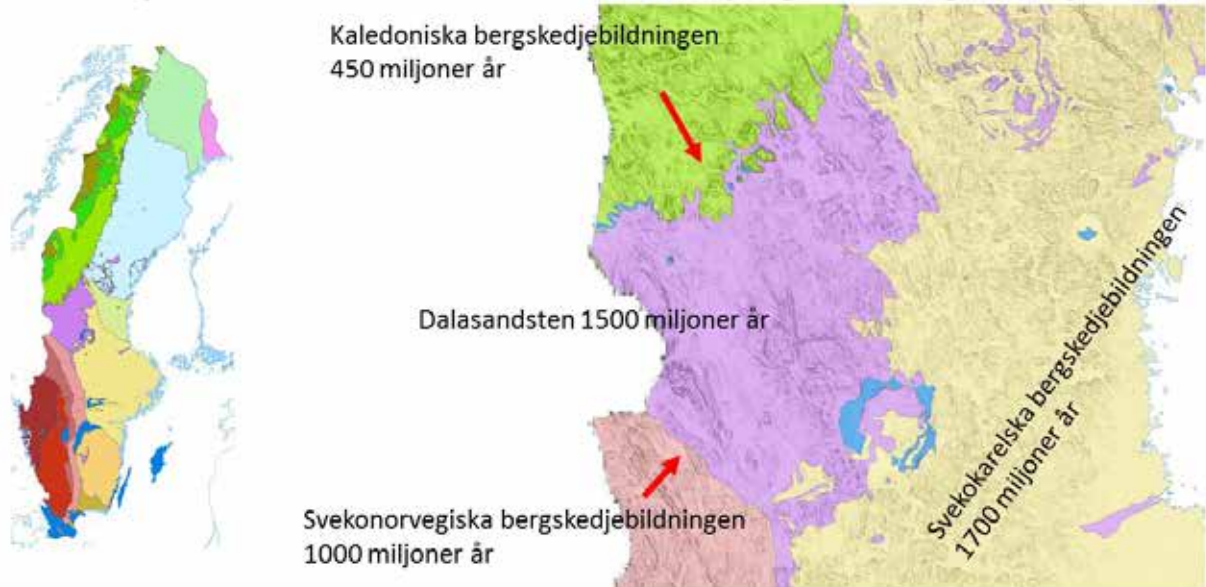 Kaledoniska bergskedjebildningen
450 miljoner år
Dalasandsten 1500 miljoner år
Svekonorvegiska bergskedjebildningen
1000 miljoner år
Svekokarelska bergskedjebildningen
1700 miljoner år